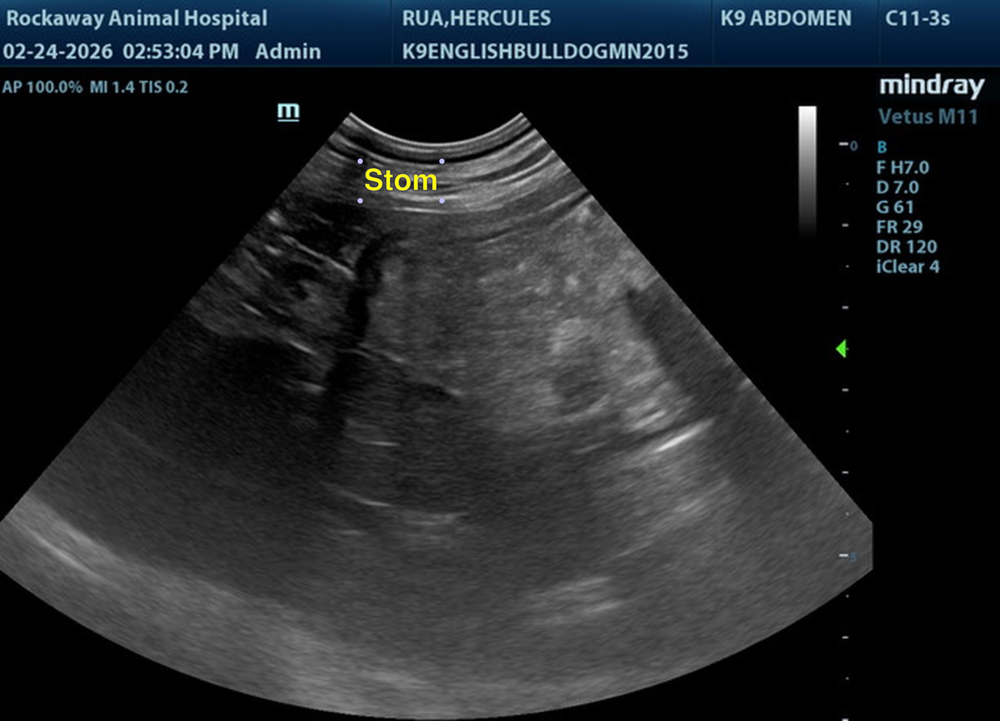 Rockaway Animal Hospital
RUA,HERCULES
K9 ABDOMEN
C11-3s
02-24-2026 02:53:04 PM Admin
K9ENGLISHBULLDOGMN2015
AP 100.0% MI 1.4 TIS 0.2
mindray
m
Vetus M11
0
B
F H7.0
D 7.0
G 61
FR 29
DR 120
iClear 4
Stom
5